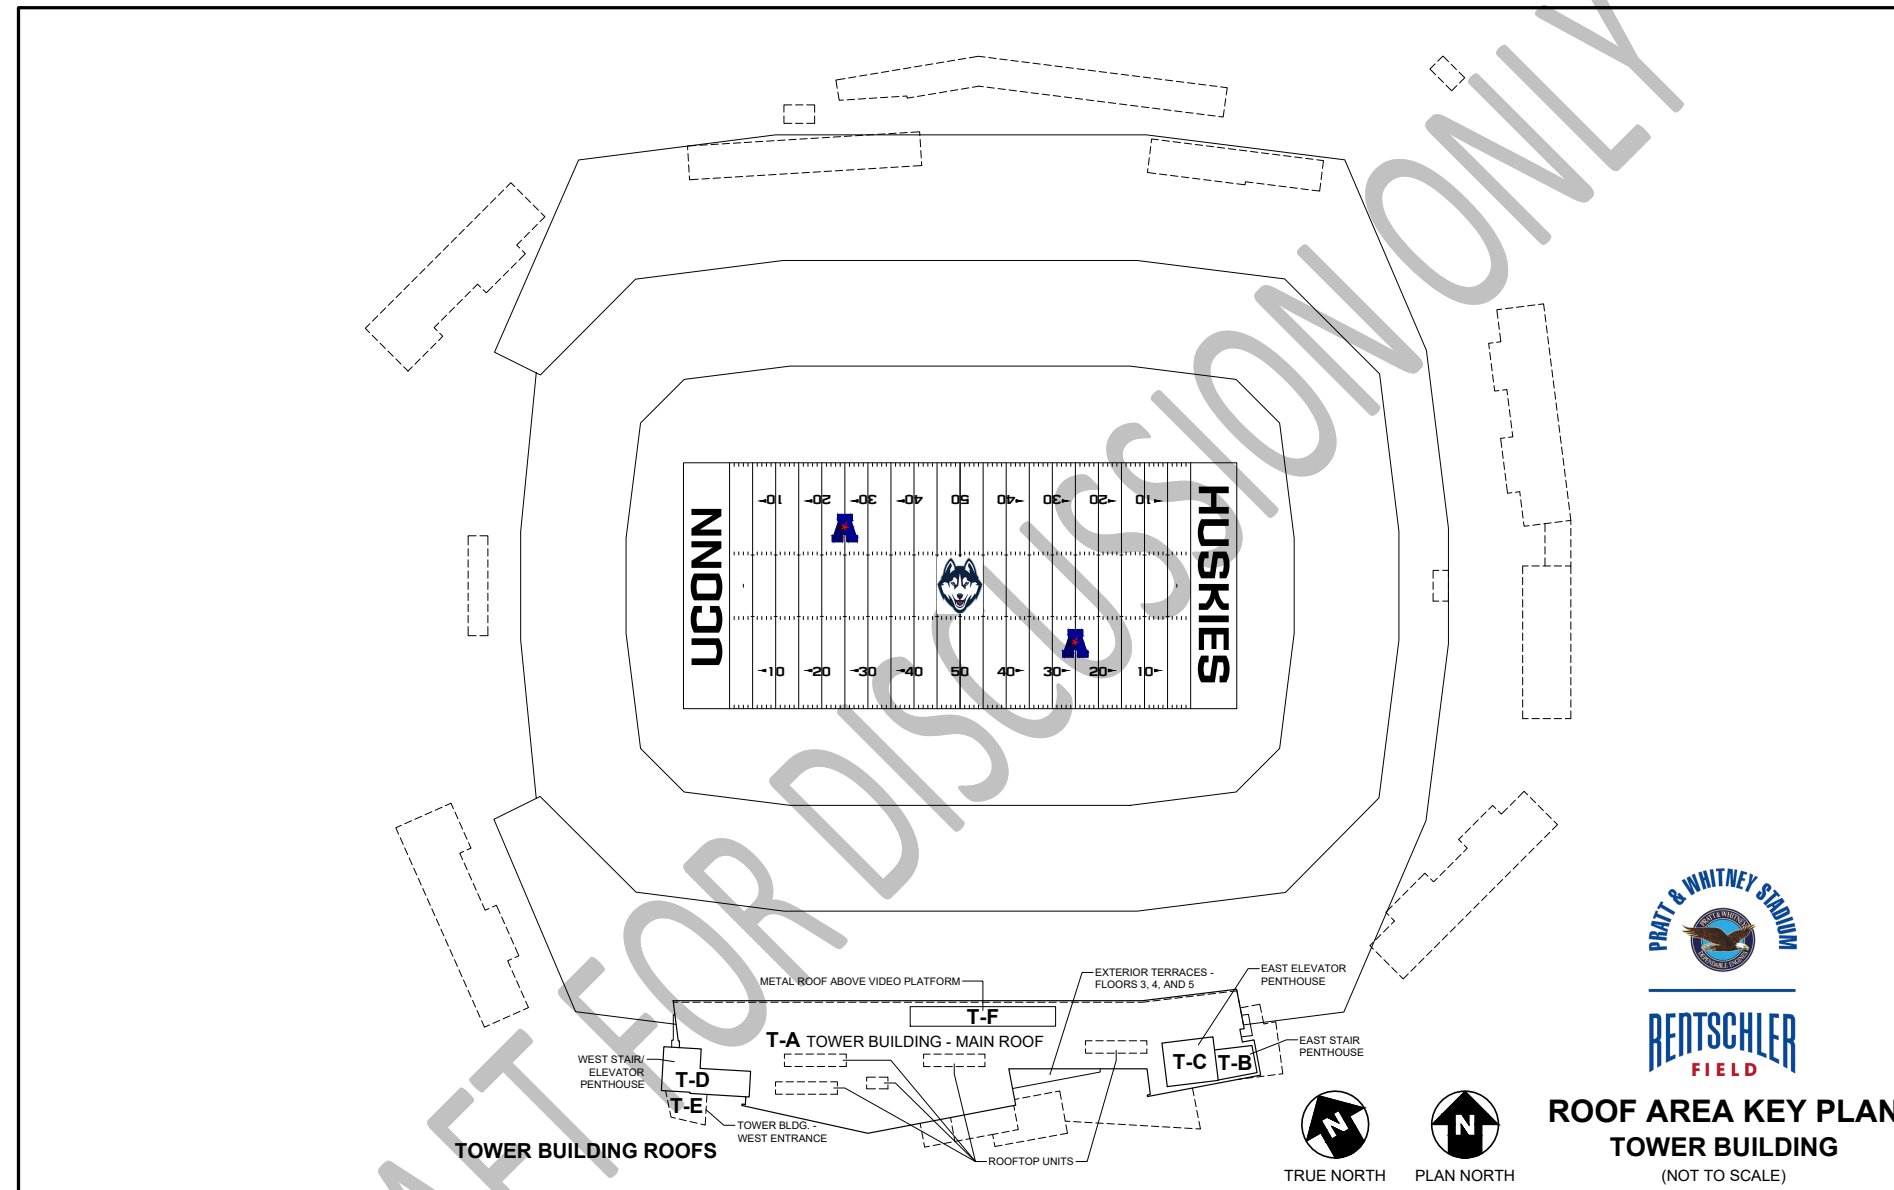 DRAFT FOR DISCUSSION ONLY
10 20 30 40 50 40 30 20 10
UCONN
HUSKIES
A
A
10 20 30 40 50 40 30 20 10
METAL ROOF ABOVE VIDEO PLATFORM
EXTERIOR TERRACES -
FLOORS 3, 4, AND 5
EAST ELEVATOR
PENTHOUSE
T-F
T-A TOWER BUILDING - MAIN ROOF
EAST STAIR
PENTHOUSE
T-C
T-B
WEST STAIR/
ELEVATOR
PENTHOUSE
T-D
T-E
TOWER BLDG. -
WEST ENTRANCE
ROOFTOP UNITS
TOWER BUILDING ROOFS
PRATT & WHITNEY STADIUM
PRATT & WHITNEY
DEPENDABLE ENGINES
RENTSCHLER
FIELD
N
TRUE NORTH
N
PLAN NORTH
ROOF AREA KEY PLAN
TOWER BUILDING
(NOT TO SCALE)